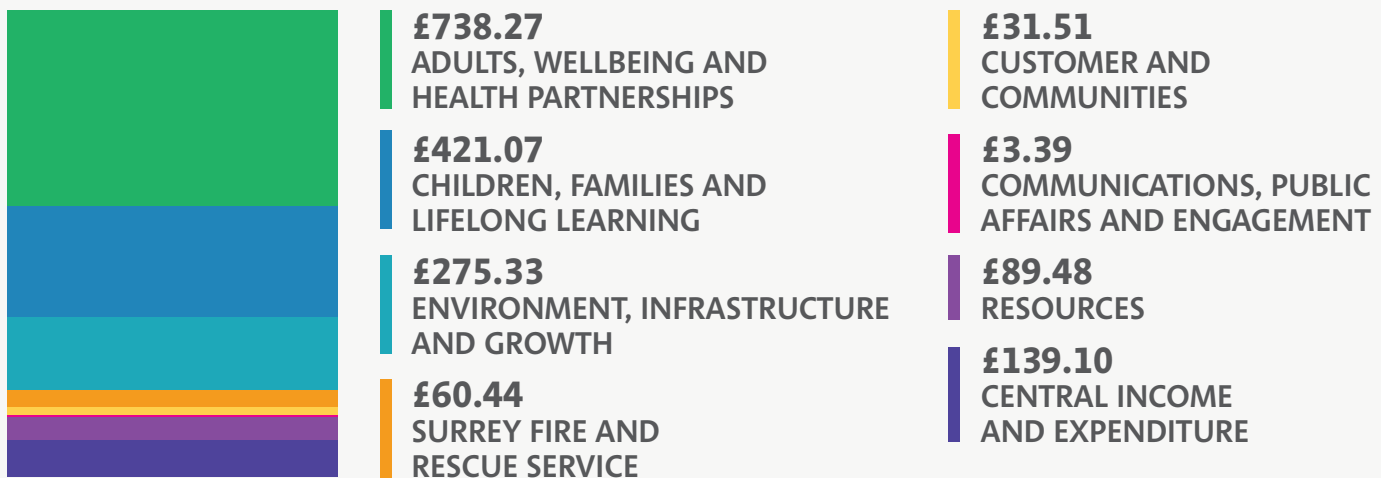 £738.27
ADULTS, WELLBEING AND
HEALTH PARTNERSHIPS
£421.07
CHILDREN, FAMILIES AND
LIFELONG LEARNING
£275.33
ENVIRONMENT, INFRASTRUCTURE
AND GROWTH
£60.44
SURREY FIRE AND
RESCUE SERVICE
£31.51
CUSTOMER AND
COMMUNITIES
£3.39
COMMUNICATIONS, PUBLIC
AFFAIRS AND ENGAGEMENT
£89.48
RESOURCES
£139.10
CENTRAL INCOME
AND EXPENDITURE